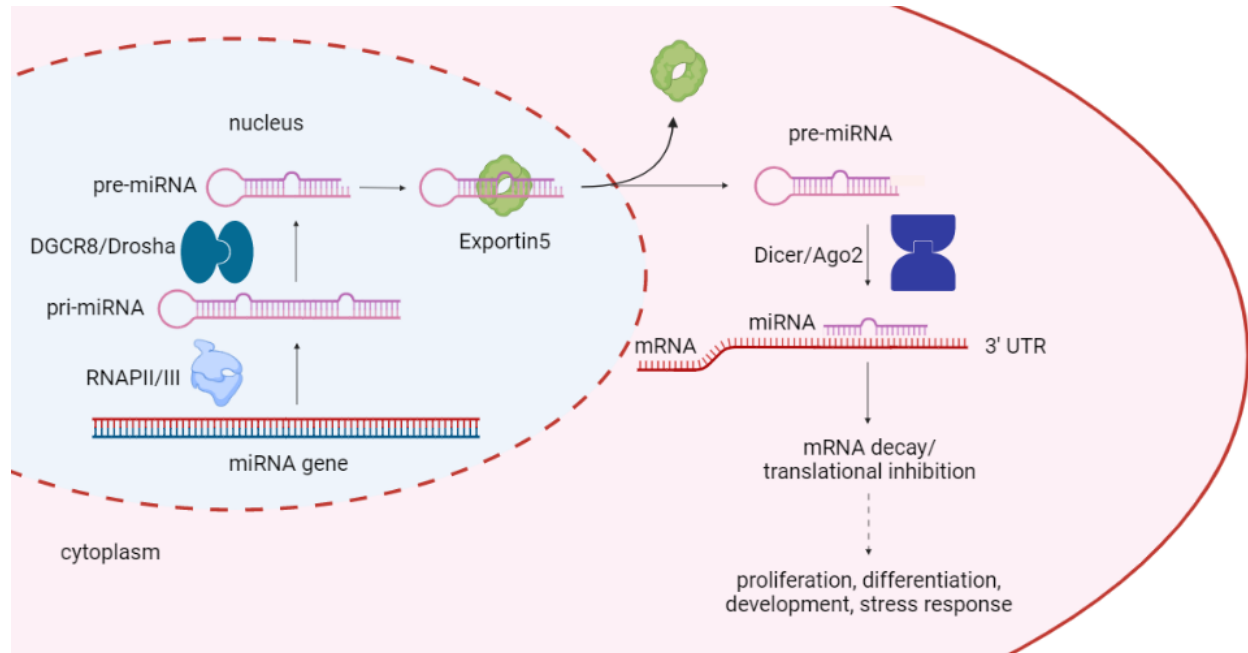 nucleus
pre-miRNA
pre-miRNA
DGCR8/Drosha
Exportin5
Dicer/Ago2
pri-miRNA
miRNA
mRNA
3' UTR
RNAPII/III
miRNA gene
mRNA decay/
translational inhibition
cytoplasm
proliferation, differentiation,
development, stress response